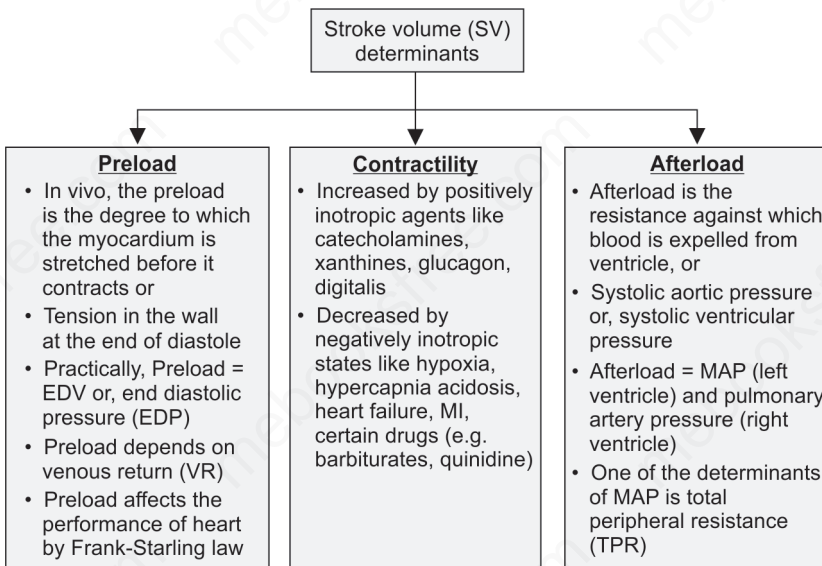 Stroke volume (SV)
determinants
Preload
• In vivo, the preload
is the degree to which
the myocardium is
stretched before it
contracts or
• Tension in the wall
at the end of diastole
• Practically, Preload =
EDV or, end diastolic
pressure (EDP)
• Preload depends on
venous return (VR)
• Preload affects the
performance of heart
by Frank-Starling law
Contractility
• Increased by positively
inotropic agents like
catecholamines,
xanthines, glucagon,
digitalis
• Decreased by
negatively inotropic
states like hypoxia,
hypercapnia acidosis,
heart failure, MI,
certain drugs (e.g.
barbiturates, quinidine)
Afterload
• Afterload is the
resistance against which
blood is expelled from
ventricle, or
• Systolic aortic pressure
or, systolic ventricular
pressure
• Afterload = MAP (left
ventricle) and pulmonary
artery pressure (right
ventricle)
• One of the determinants
of MAP is total
peripheral resistance
(TPR)